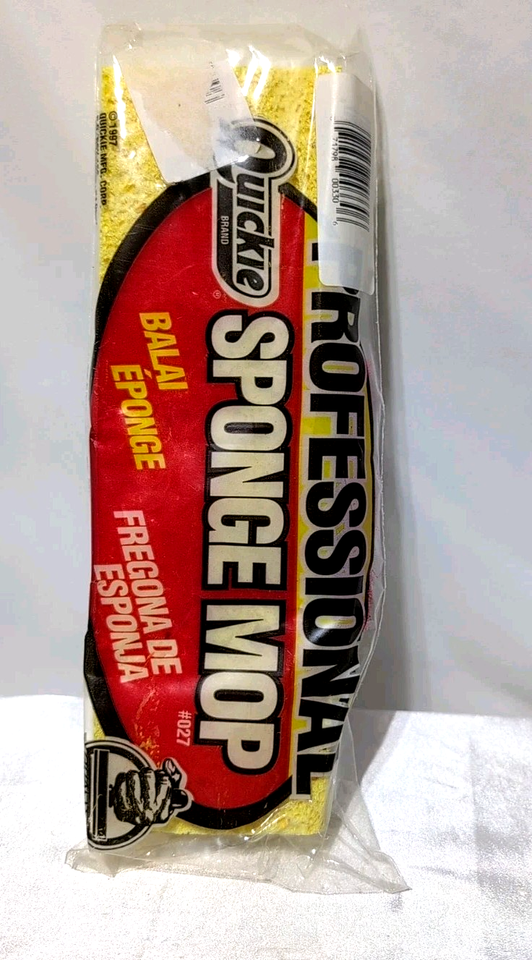 © 1997
QUICKIE MFG. CORP.
Quickie
BRAND
®
PROFESSIONAL
SPONGE MOP
#027
BALAI
ÉPONGE
FREGONA DE
ESPONJA